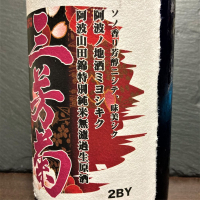 三芳菊
ソノ香リ芳醇ニシテ、味美シク
阿波ノ地酒ミヨシキク
阿波山田錦特別純米無濾過生原酒
2BY